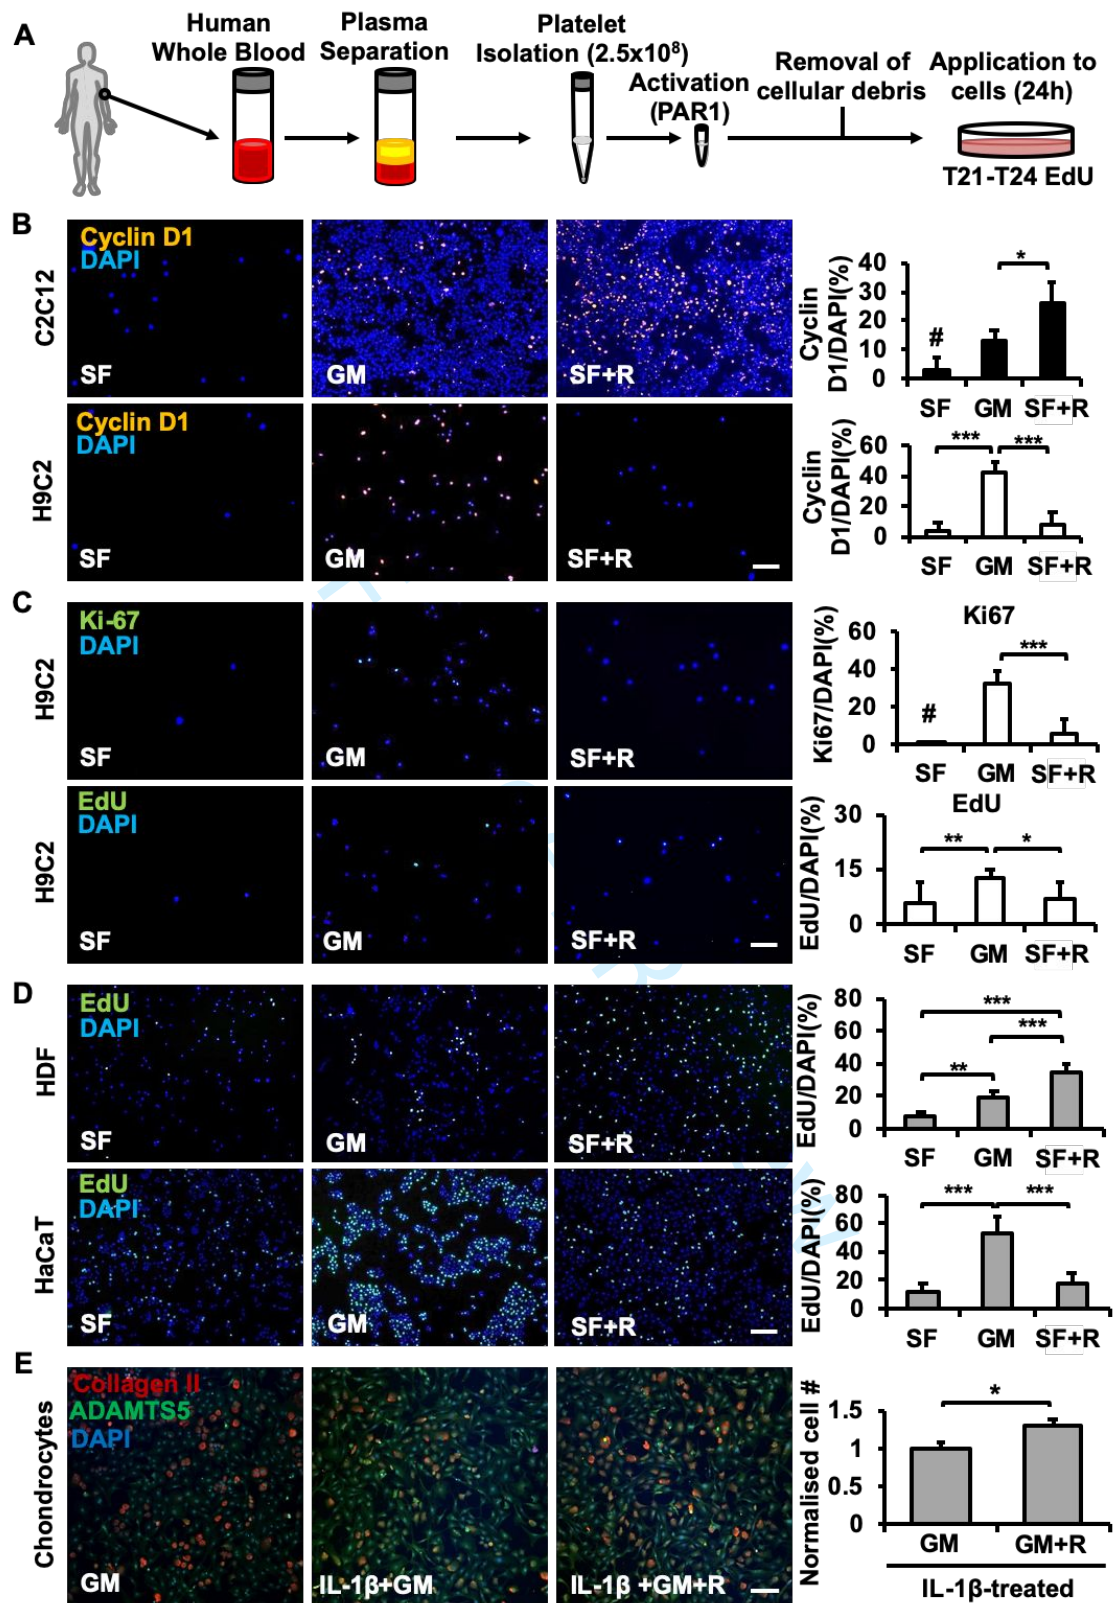 A
Human
Whole Blood
Plasma
Separation
Platelet
Isolation (2.5x10⁸)
Activation
(PAR1)
Removal of
cellular debris
Application to
cells (24h)
T21-T24 EdU
B
C2C12
Cyclin D1
DAPI
SF
GM
SF+R
Cyclin
D1/DAPI(%)
40
30
20
10
0
#
*
SF GM SF+R
H9C2
Cyclin D1
DAPI
SF
GM
SF+R
Cyclin
D1/DAPI(%)
60
40
20
0
*** ***
SF GM SF+R
C
H9C2
Ki-67
DAPI
SF
GM
SF+R
Ki67
Ki67/DAPI(%)
60
40
20
0
#
***
SF GM SF+R
H9C2
EdU
DAPI
SF
GM
SF+R
EdU
EdU/DAPI(%)
30
15
0
** *
SF GM SF+R
D
HDF
EdU
DAPI
SF
GM
SF+R
EdU/DAPI(%)
80
60
40
20
0
***
***
**
SF GM SF+R
HaCaT
EdU
DAPI
SF
GM
SF+R
EdU/DAPI(%)
80
60
40
20
0
*** ***
SF GM SF+R
E
Chondrocytes
Collagen II
ADAMTS5
DAPI
GM
IL-1β+GM
IL-1β +GM+R
Normalised cell #
1.5
1
0.5
0
*
GM GM+R
IL-1β-treated